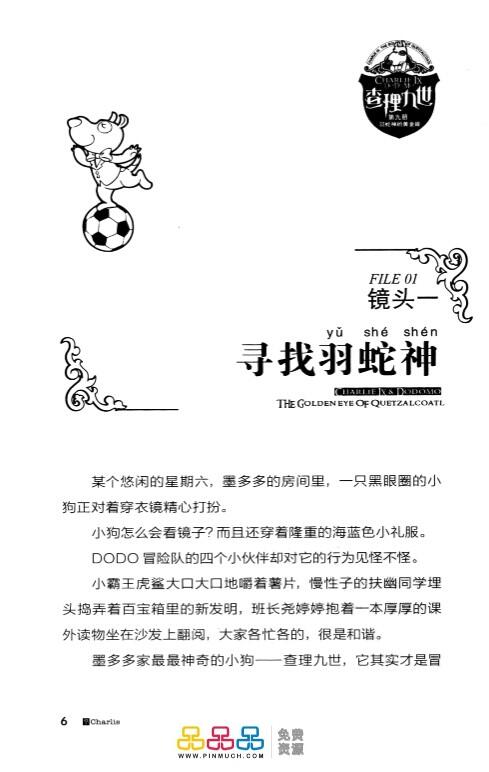 CHARLIE IX
DODOMO
查理九世
第九册
羽蛇神的黄金眼
FILE 01
镜头一
yǔ shé shén
寻找羽蛇神
CHARLIE IX & DODOMO
THE GOLDEN EYE OF QUETZALCOATL
某个悠闲的星期六，墨多多的房间里，一只黑眼圈的小
狗正对着穿衣镜精心打扮。
小狗怎么会看镜子？而且还穿着隆重的海蓝色小礼服。
DODO 冒险队的四个小伙伴却对它的行为见怪不怪。
小霸王虎鲨大口大口地嚼着薯片，慢性子的扶幽同学埋
头捣弄着百宝箱里的新发明，班长尧婷婷抱着一本厚厚的课
外读物坐在沙发上翻阅，大家各忙各的，很是和谐。
墨多多家最最神奇的小狗——查理九世，它其实才是冒
6 Charlie
品品品 免费
WWW.PINMUCH.COM 资源